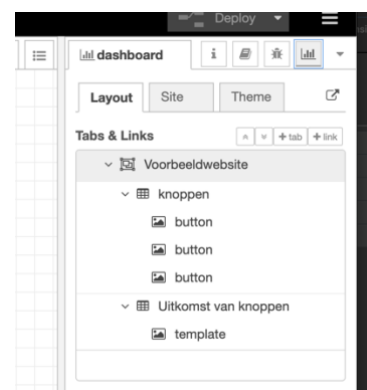 Deploy
dashboard
i
Layout
Site
Theme
Tabs & Links
+ tab
+ link
Voorbeeldwebsite
knoppen
button
button
button
Uitkomst van knoppen
template